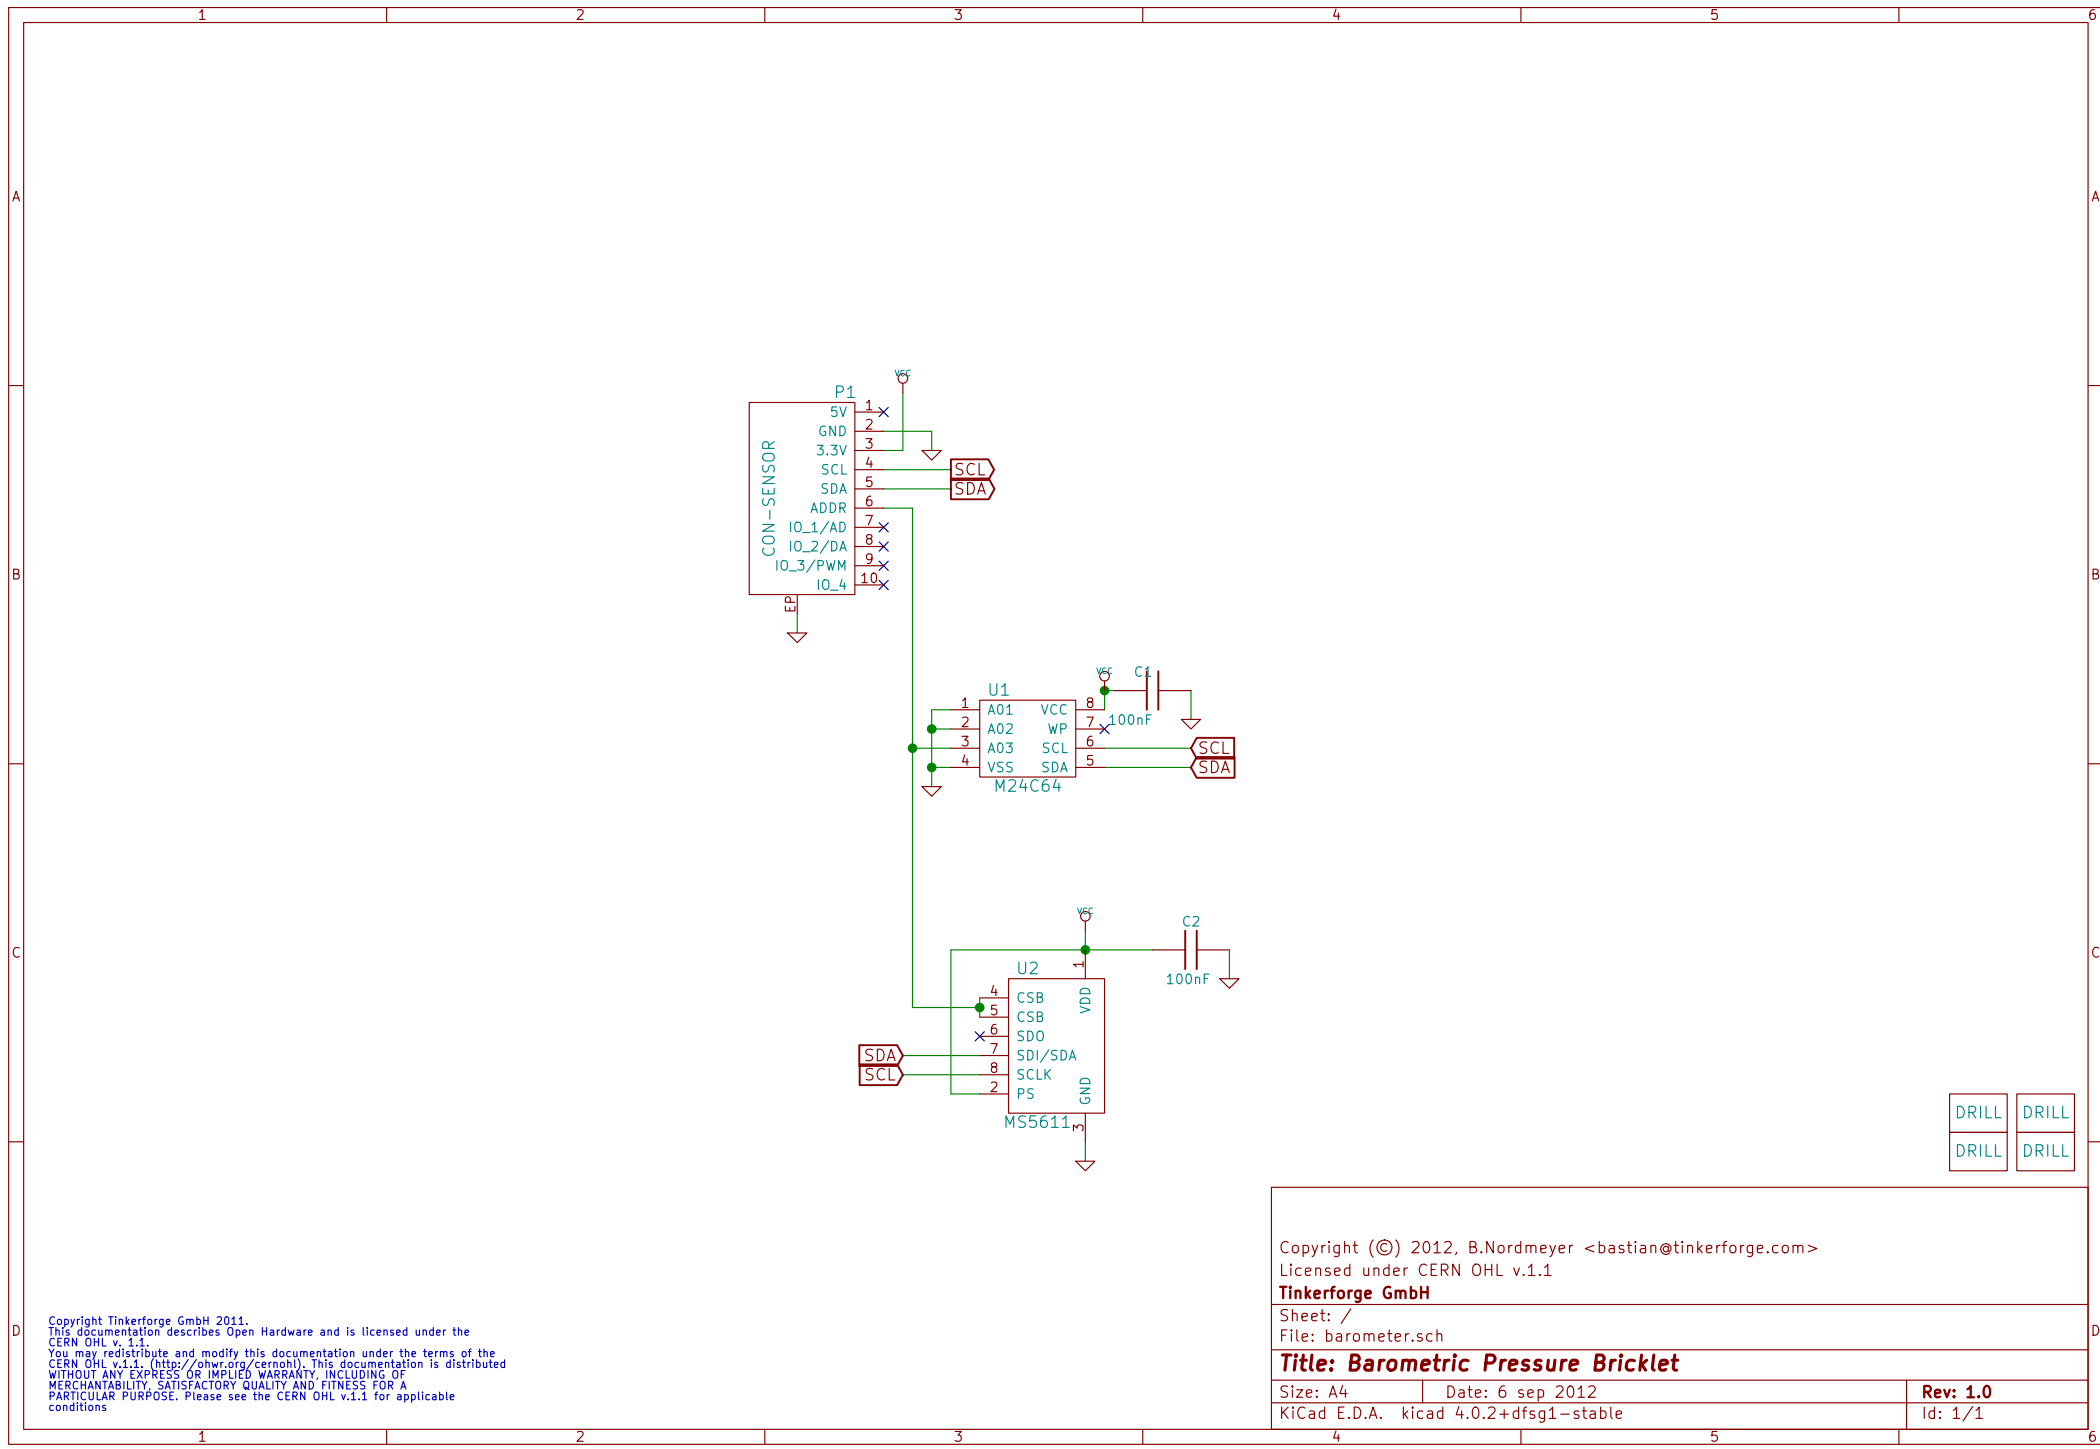 1 2 3 4 5 6
A A
VCC
P1
5V 1
GND 2
3.3V 3
SCL 4 SCL
SDA 5 SDA
ADDR 6
IO_1/AD 7
IO_2/DA 8
IO_3/PWM 9
IO_4 10
CON-SENSOR
EP
B B
VCC C1
100nF
U1
1 A01 VCC 8
2 A02 WP 7
3 A03 SCL 6 SCL
4 VSS SDA 5 SDA
M24C64
VCC
C2
100nF
C C
U2
1 VDD
4 CSB
5 CSB
6 SDO
SDA 7 SDI/SDA
SCL 8 SCLK
2 PS
GND 3
MS5611
DRILL DRILL
DRILL DRILL
Copyright (©) 2012, B.Nordmeyer <bastian@tinkerforge.com>
Licensed under CERN OHL v.1.1
Tinkerforge GmbH
Sheet: /
File: barometer.sch
Title: Barometric Pressure Bricklet
Size: A4 Date: 6 sep 2012 Rev: 1.0
KiCad E.D.A. kicad 4.0.2+dfsg1-stable Id: 1/1
Copyright Tinkerforge GmbH 2011.
This documentation describes Open Hardware and is licensed under the
CERN OHL v. 1.1.
You may redistribute and modify this documentation under the terms of the
CERN OHL v.1.1. (http://ohwr.org/cernohl). This documentation is distributed
WITHOUT ANY EXPRESS OR IMPLIED WARRANTY, INCLUDING OF
MERCHANTABILITY, SATISFACTORY QUALITY AND FITNESS FOR A
PARTICULAR PURPOSE. Please see the CERN OHL v.1.1 for applicable
conditions
D D
1 2 3 4 5 6